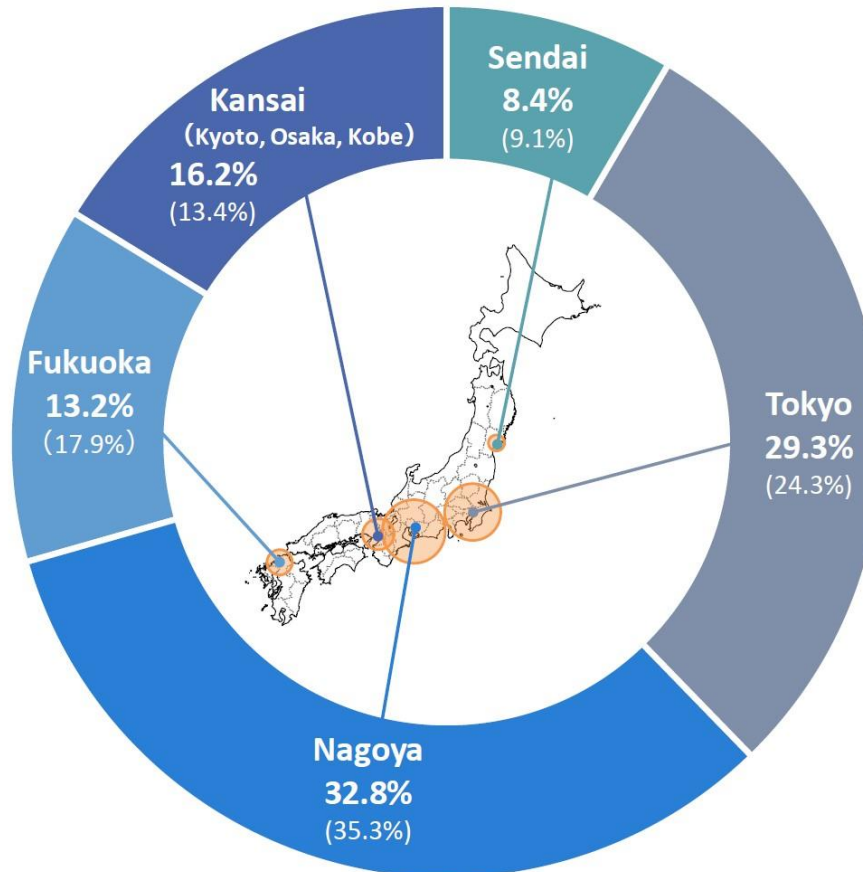 Sendai
8.4%
(9.1%)
Kansai
（Kyoto, Osaka, Kobe）
16.2%
(13.4%)
Fukuoka
13.2%
(17.9%)
Tokyo
29.3%
(24.3%)
Nagoya
32.8%
(35.3%)